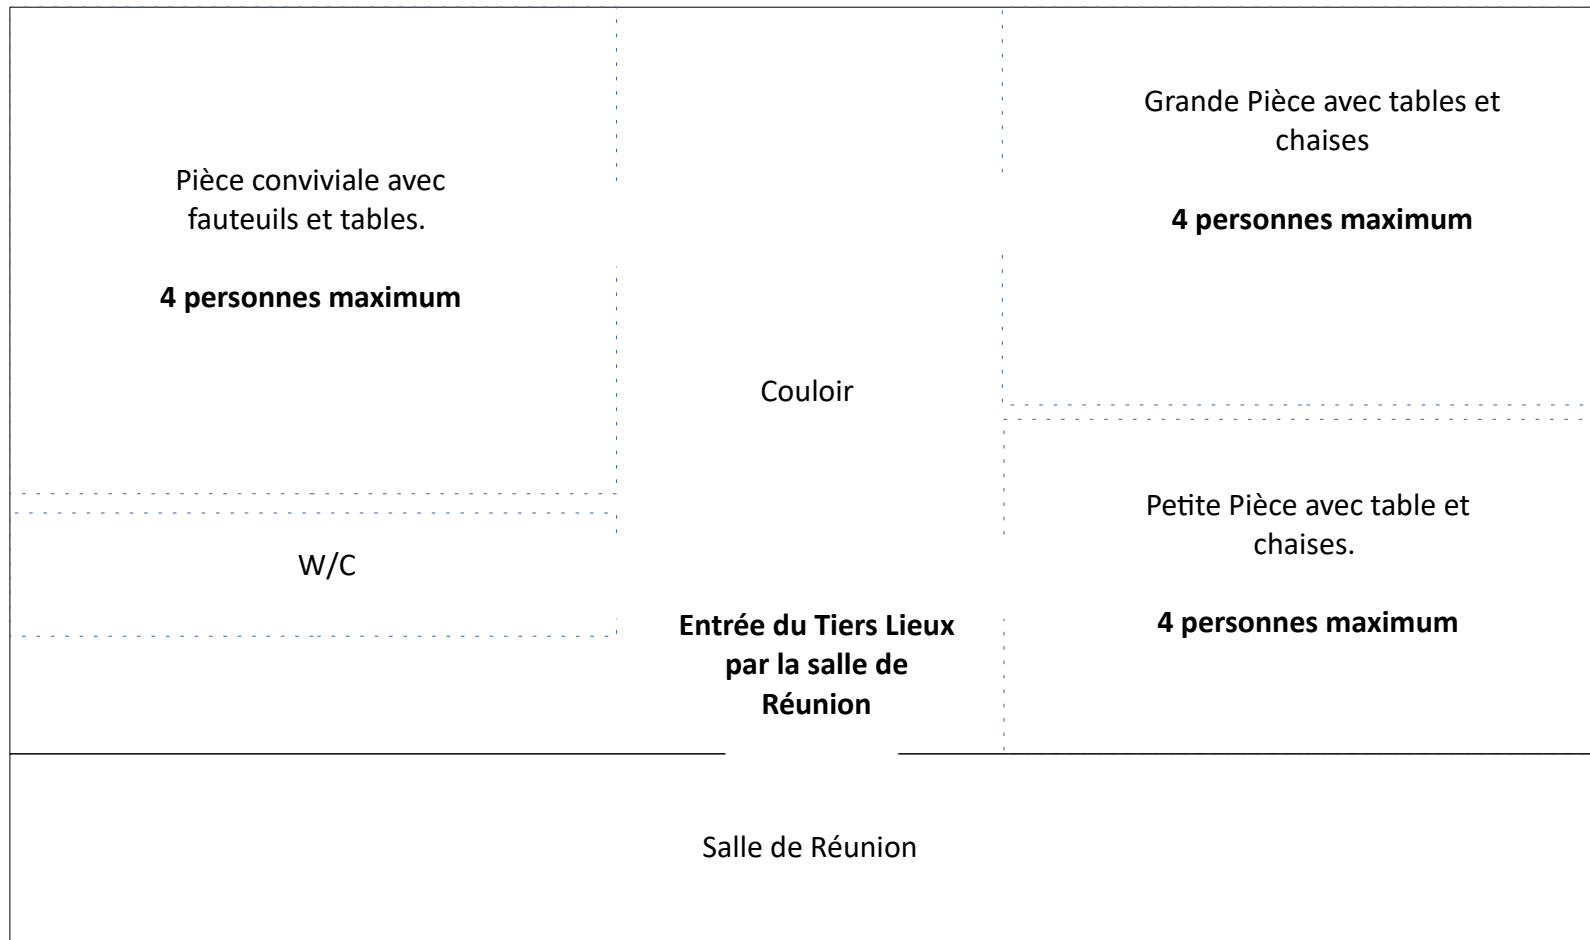 Pièce conviviale avec
fauteuils et tables.
4 personnes maximum
Grande Pièce avec tables et
chaises
4 personnes maximum
Couloir
W/C
Petite Pièce avec table et
chaises.
4 personnes maximum
Entrée du Tiers Lieux
par la salle de
Réunion
Salle de Réunion